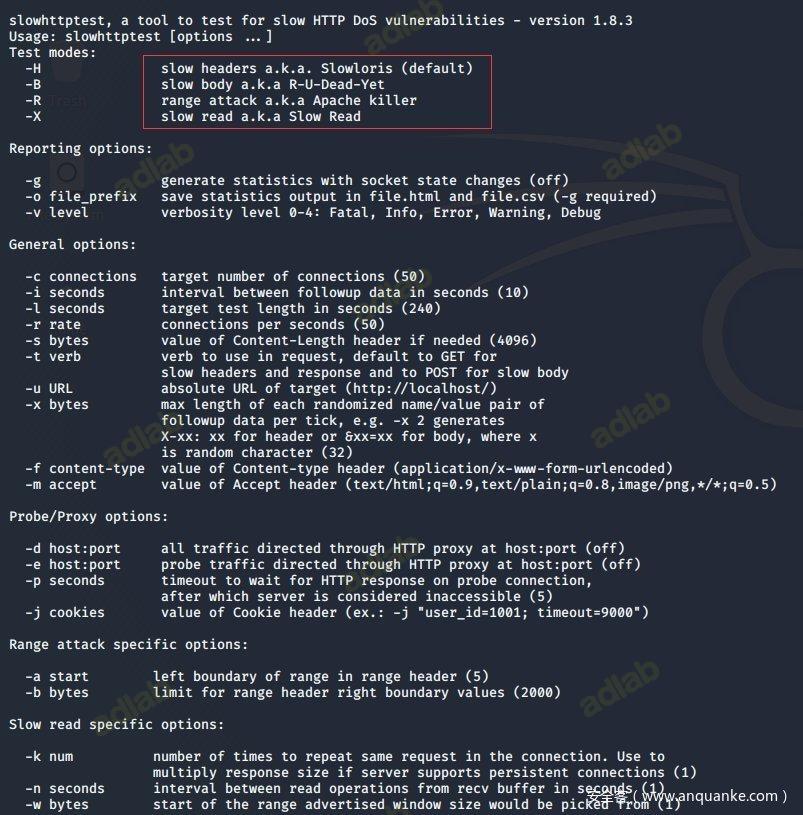 slowhttptest, a tool to test for slow HTTP DoS vulnerabilities - version 1.8.3
Usage: slowhttptest [options ...]
Test modes:
-H slow headers a.k.a. Slowloris (default)
-B slow body a.k.a R-U-Dead-Yet
-R range attack a.k.a Apache killer
-X slow read a.k.a Slow Read
Reporting options:
-g generate statistics with socket state changes (off)
-o file_prefix save statistics output in file.html and file.csv (-g required)
-v level verbosity level 0-4: Fatal, Info, Error, Warning, Debug
General options:
-c connections target number of connections (50)
-i seconds interval between followup data in seconds (10)
-l seconds target test length in seconds (240)
-r rate connections per seconds (50)
-s bytes value of Content-Length header if needed (4096)
-t verb verb to use in request, default to GET for
slow headers and response and to POST for slow body
-u URL absolute URL of target (http://localhost/)
-x bytes max length of each randomized name/value pair of
followup data per tick, e.g. -x 2 generates
X-xx: xx for header or &xx=xx for body, where x
is random character (32)
-f content-type value of Content-type header (application/x-www-form-urlencoded)
-m accept value of Accept header (text/html;q=0.9,text/plain;q=0.8,image/png,*/*;q=0.5)
Probe/Proxy options:
-d host:port all traffic directed through HTTP proxy at host:port (off)
-e host:port probe traffic directed through HTTP proxy at host:port (off)
-p seconds timeout to wait for HTTP response on probe connection,
after which server is considered inaccessible (5)
-j cookies value of Cookie header (ex.: -j "user_id=1001; timeout=9000")
Range attack specific options:
-a start left boundary of range in range header (5)
-b bytes limit for range header right boundary values (2000)
Slow read specific options:
-k num number of times to repeat same request in the connection. Use to
multiply response size if server supports persistent connections (1)
-n seconds interval between read operations from recv buffer in seconds (1)
-w bytes start of the range advertised window size would be picked from (1)
安全客 ( www.anquanke.com )
Trash
adlab
adlab
adlab
adlab
adlab
adlab
adlab
adlab